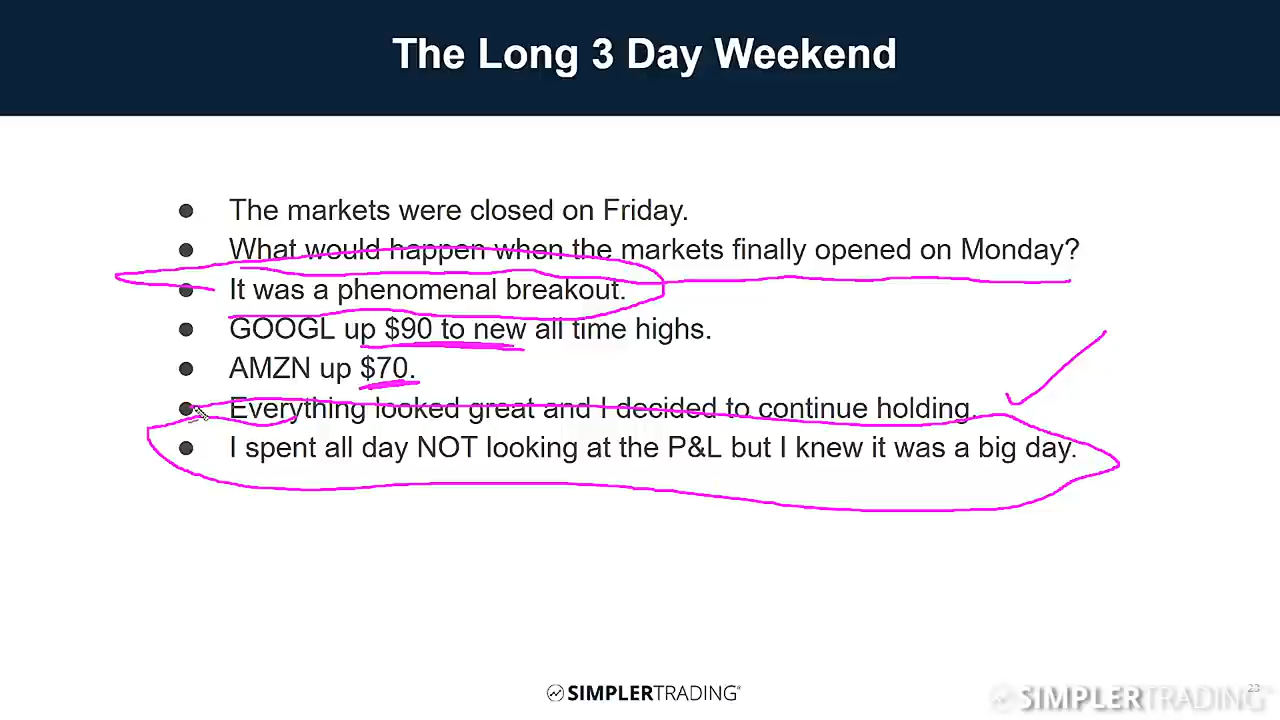 The Long 3 Day Weekend
● The markets were closed on Friday.
● What would happen when the markets finally opened on Monday?
● It was a phenomenal breakout.
● GOOGL up $90 to new all time highs.
● AMZN up $70.
● Everything looked great and I decided to continue holding.
● I spent all day NOT looking at the P&L but I knew it was a big day.
SIMPLERTRADING®
23
SIMPLERTRADING